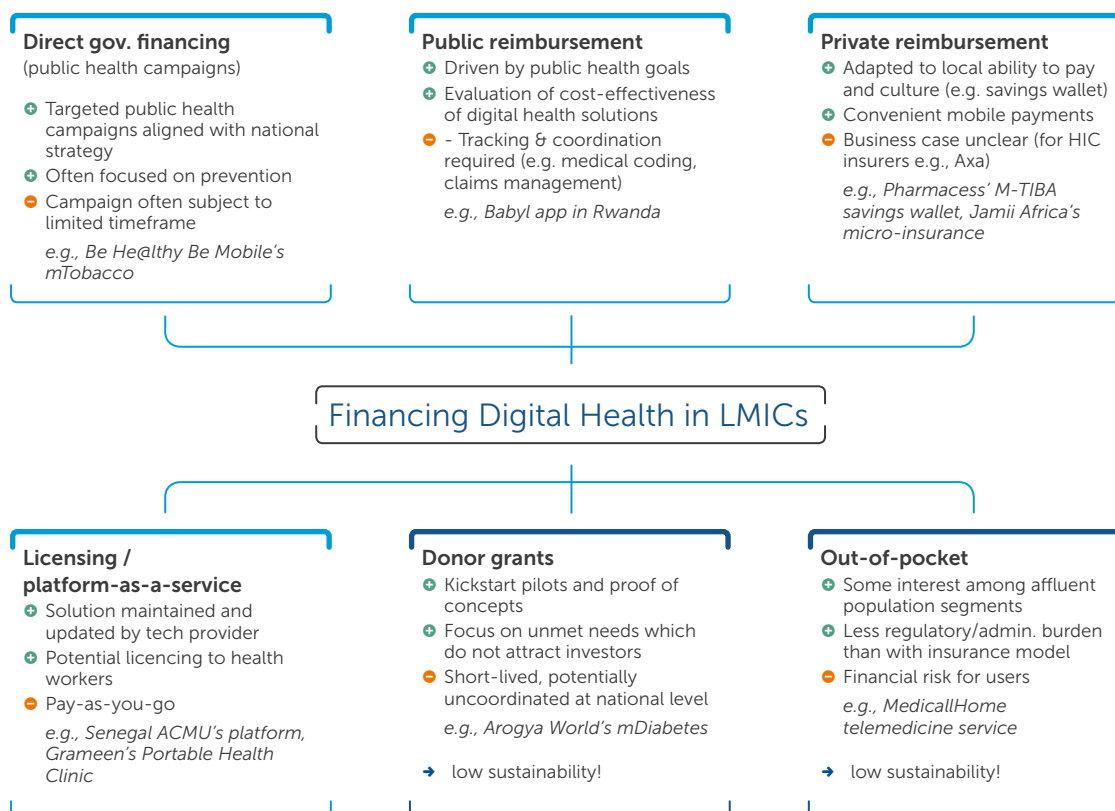 Direct gov. financing
(public health campaigns)
Targeted public health
campaigns aligned with national
strategy
Often focused on prevention
Campaign often subject to
limited timeframe
e.g., Be He@lthy Be Mobile's
mTobacco
Public reimbursement
Driven by public health goals
Evaluation of cost-effectiveness
of digital health solutions
- Tracking & coordination
required (e.g. medical coding,
claims management)
e.g., Babyl app in Rwanda
Private reimbursement
Adapted to local ability to pay
and culture (e.g. savings wallet)
Convenient mobile payments
Business case unclear (for HIC
insurers e.g., Axa)
e.g., Pharmacess' M-TIBA
savings wallet, Jamii Africa's
micro-insurance
Financing Digital Health in LMICs
Licensing /
platform-as-a-service
Solution maintained and
updated by tech provider
Potential licencing to health
workers
Pay-as-you-go
e.g., Senegal ACMU's platform,
Grameen's Portable Health
Clinic
Donor grants
Kickstart pilots and proof of
concepts
Focus on unmet needs which
do not attract investors
Short-lived, potentially
uncoordinated at national level
e.g., Arogya World's mDiabetes
→ low sustainability!
Out-of-pocket
Some interest among affluent
population segments
Less regulatory/admin. burden
than with insurance model
Financial risk for users
e.g., MedicallHome
telemedicine service
→ low sustainability!